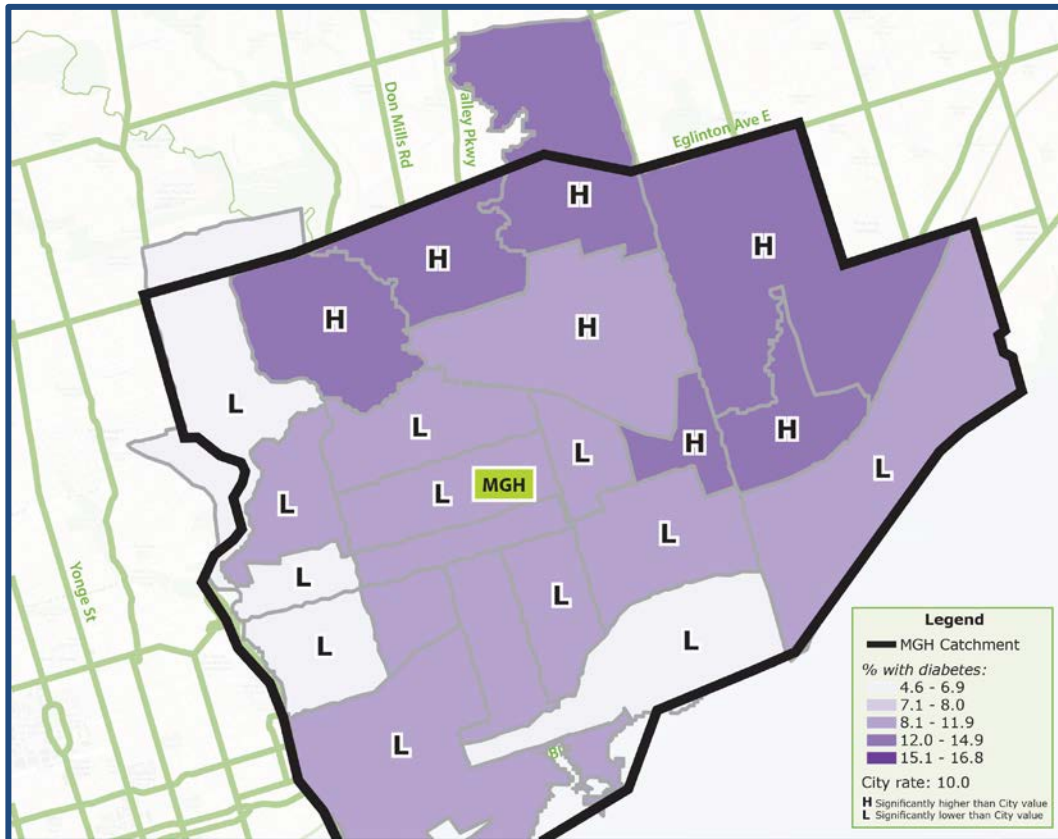 Don Mills Rd
Valley Pkwy
Eglinton Ave E
H
H
H
H
H
L
L
L
H
H
L
L
MGH
L
L
L
L
L
L
L
L
Yonge St
Legend
MGH Catchment
% with diabetes:
4.6 - 6.9
7.1 - 8.0
8.1 - 11.9
12.0 - 14.9
15.1 - 16.8
City rate: 10.0
H Significantly higher than City value
L Significantly lower than City value